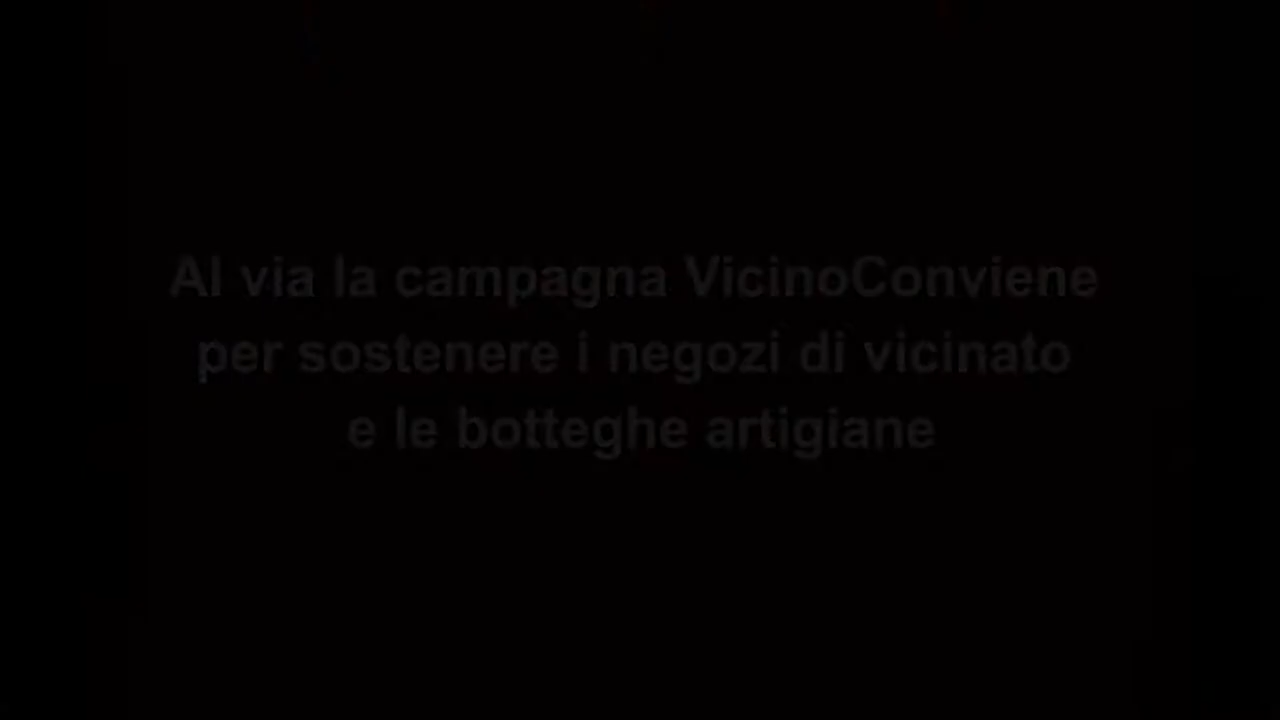 Al via la campagna VicinoConviene
per sostenere i negozi di vicinato
e le botteghe artigiane